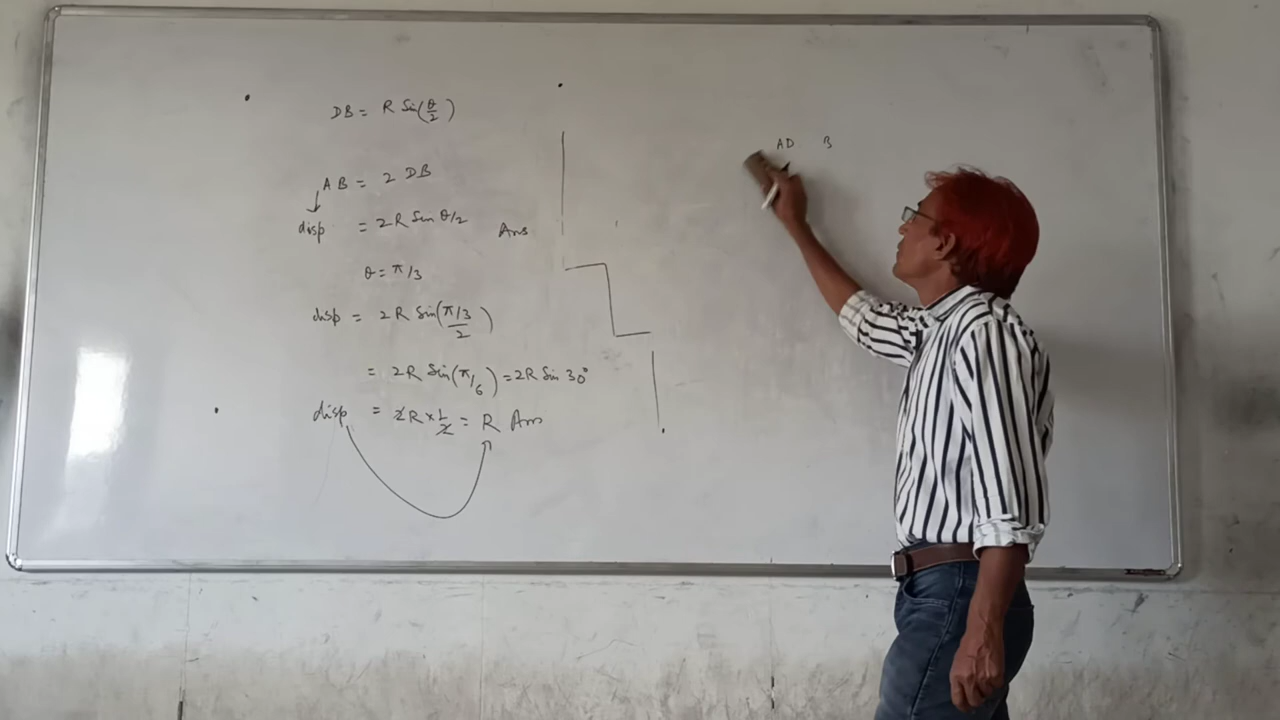 DB = R Sin(θ/2)
AB = 2 DB
disp = 2R Sin θ/2 Ans
θ = π/3
disp = 2R Sin(π/3/2)
= 2R Sin(π/6) = 2R Sin 30°
disp = 2R × 1/2 = R Ans
AD B